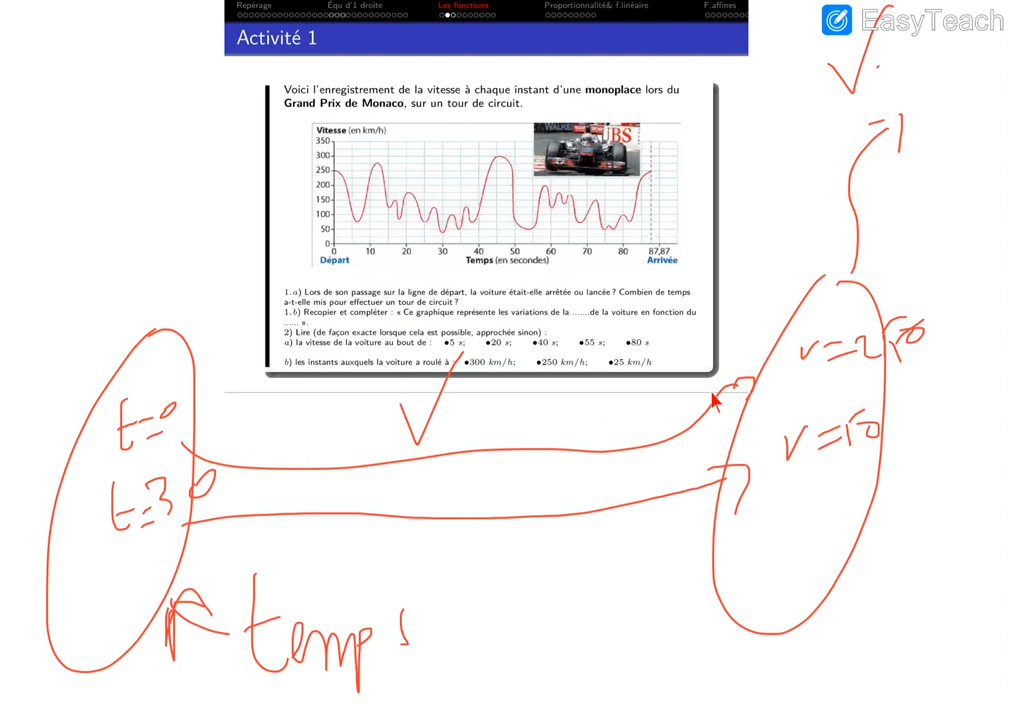 Repérage Équ d'1 droite Les fonctions Proportionnalité& f.linéaire F.affines
EasyTeach
Activité 1
Voici l'enregistrement de la vitesse à chaque instant d'une monoplace lors du
Grand Prix de Monaco, sur un tour de circuit.
Vitesse (en km/h)
350
300
250
200
150
100
50
0
0 10 20 30 40 50 60 70 80 87,87
Départ Temps (en secondes) Arrivée
1.a) Lors de son passage sur la ligne de départ, la voiture était-elle arrêtée ou lancée ? Combien de temps
a-t-elle mis pour effectuer un tour de circuit ?
1.b) Recopier et compléter : « Ce graphique représente les variations de la .......de la voiture en fonction du
...... ».
2) Lire (de façon exacte lorsque cela est possible, approchée sinon) :
a) la vitesse de la voiture au bout de : •5 s; •20 s; •40 s; •55 s; •80 s
b) les instants auxquels la voiture a roulé à : •300 km/h; •250 km/h; •25 km/h
t=0
t=30
v=250
v=50
temps
V